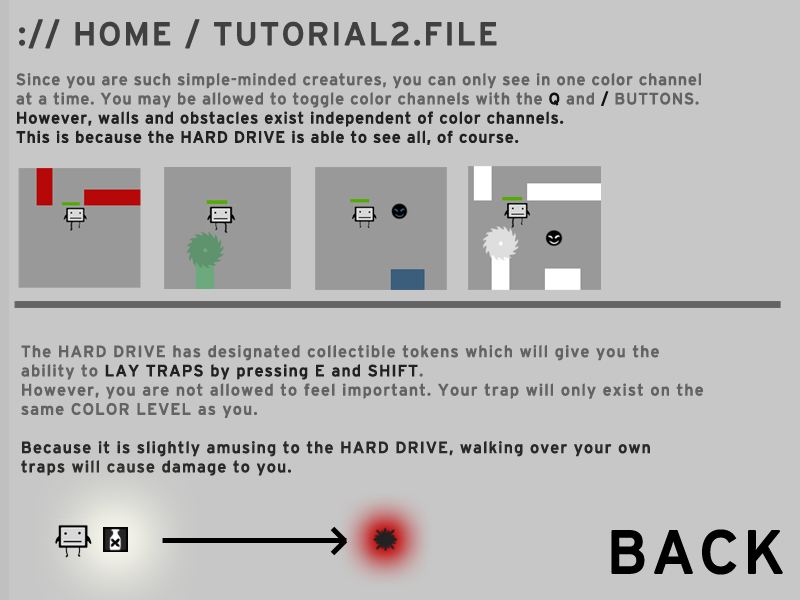 :// HOME / TUTORIAL2.FILE
Since you are such simple-minded creatures, you can only see in one color channel
at a time. You may be allowed to toggle color channels with the Q and / BUTTONS.
However, walls and obstacles exist independent of color channels.
This is because the HARD DRIVE is able to see all, of course.
The HARD DRIVE has designated collectible tokens which will give you the
ability to LAY TRAPS by pressing E and SHIFT.
However, you are not allowed to feel important. Your trap will only exist on the
same COLOR LEVEL as you.
Because it is slightly amusing to the HARD DRIVE, walking over your own
traps will cause damage to you.
BACK